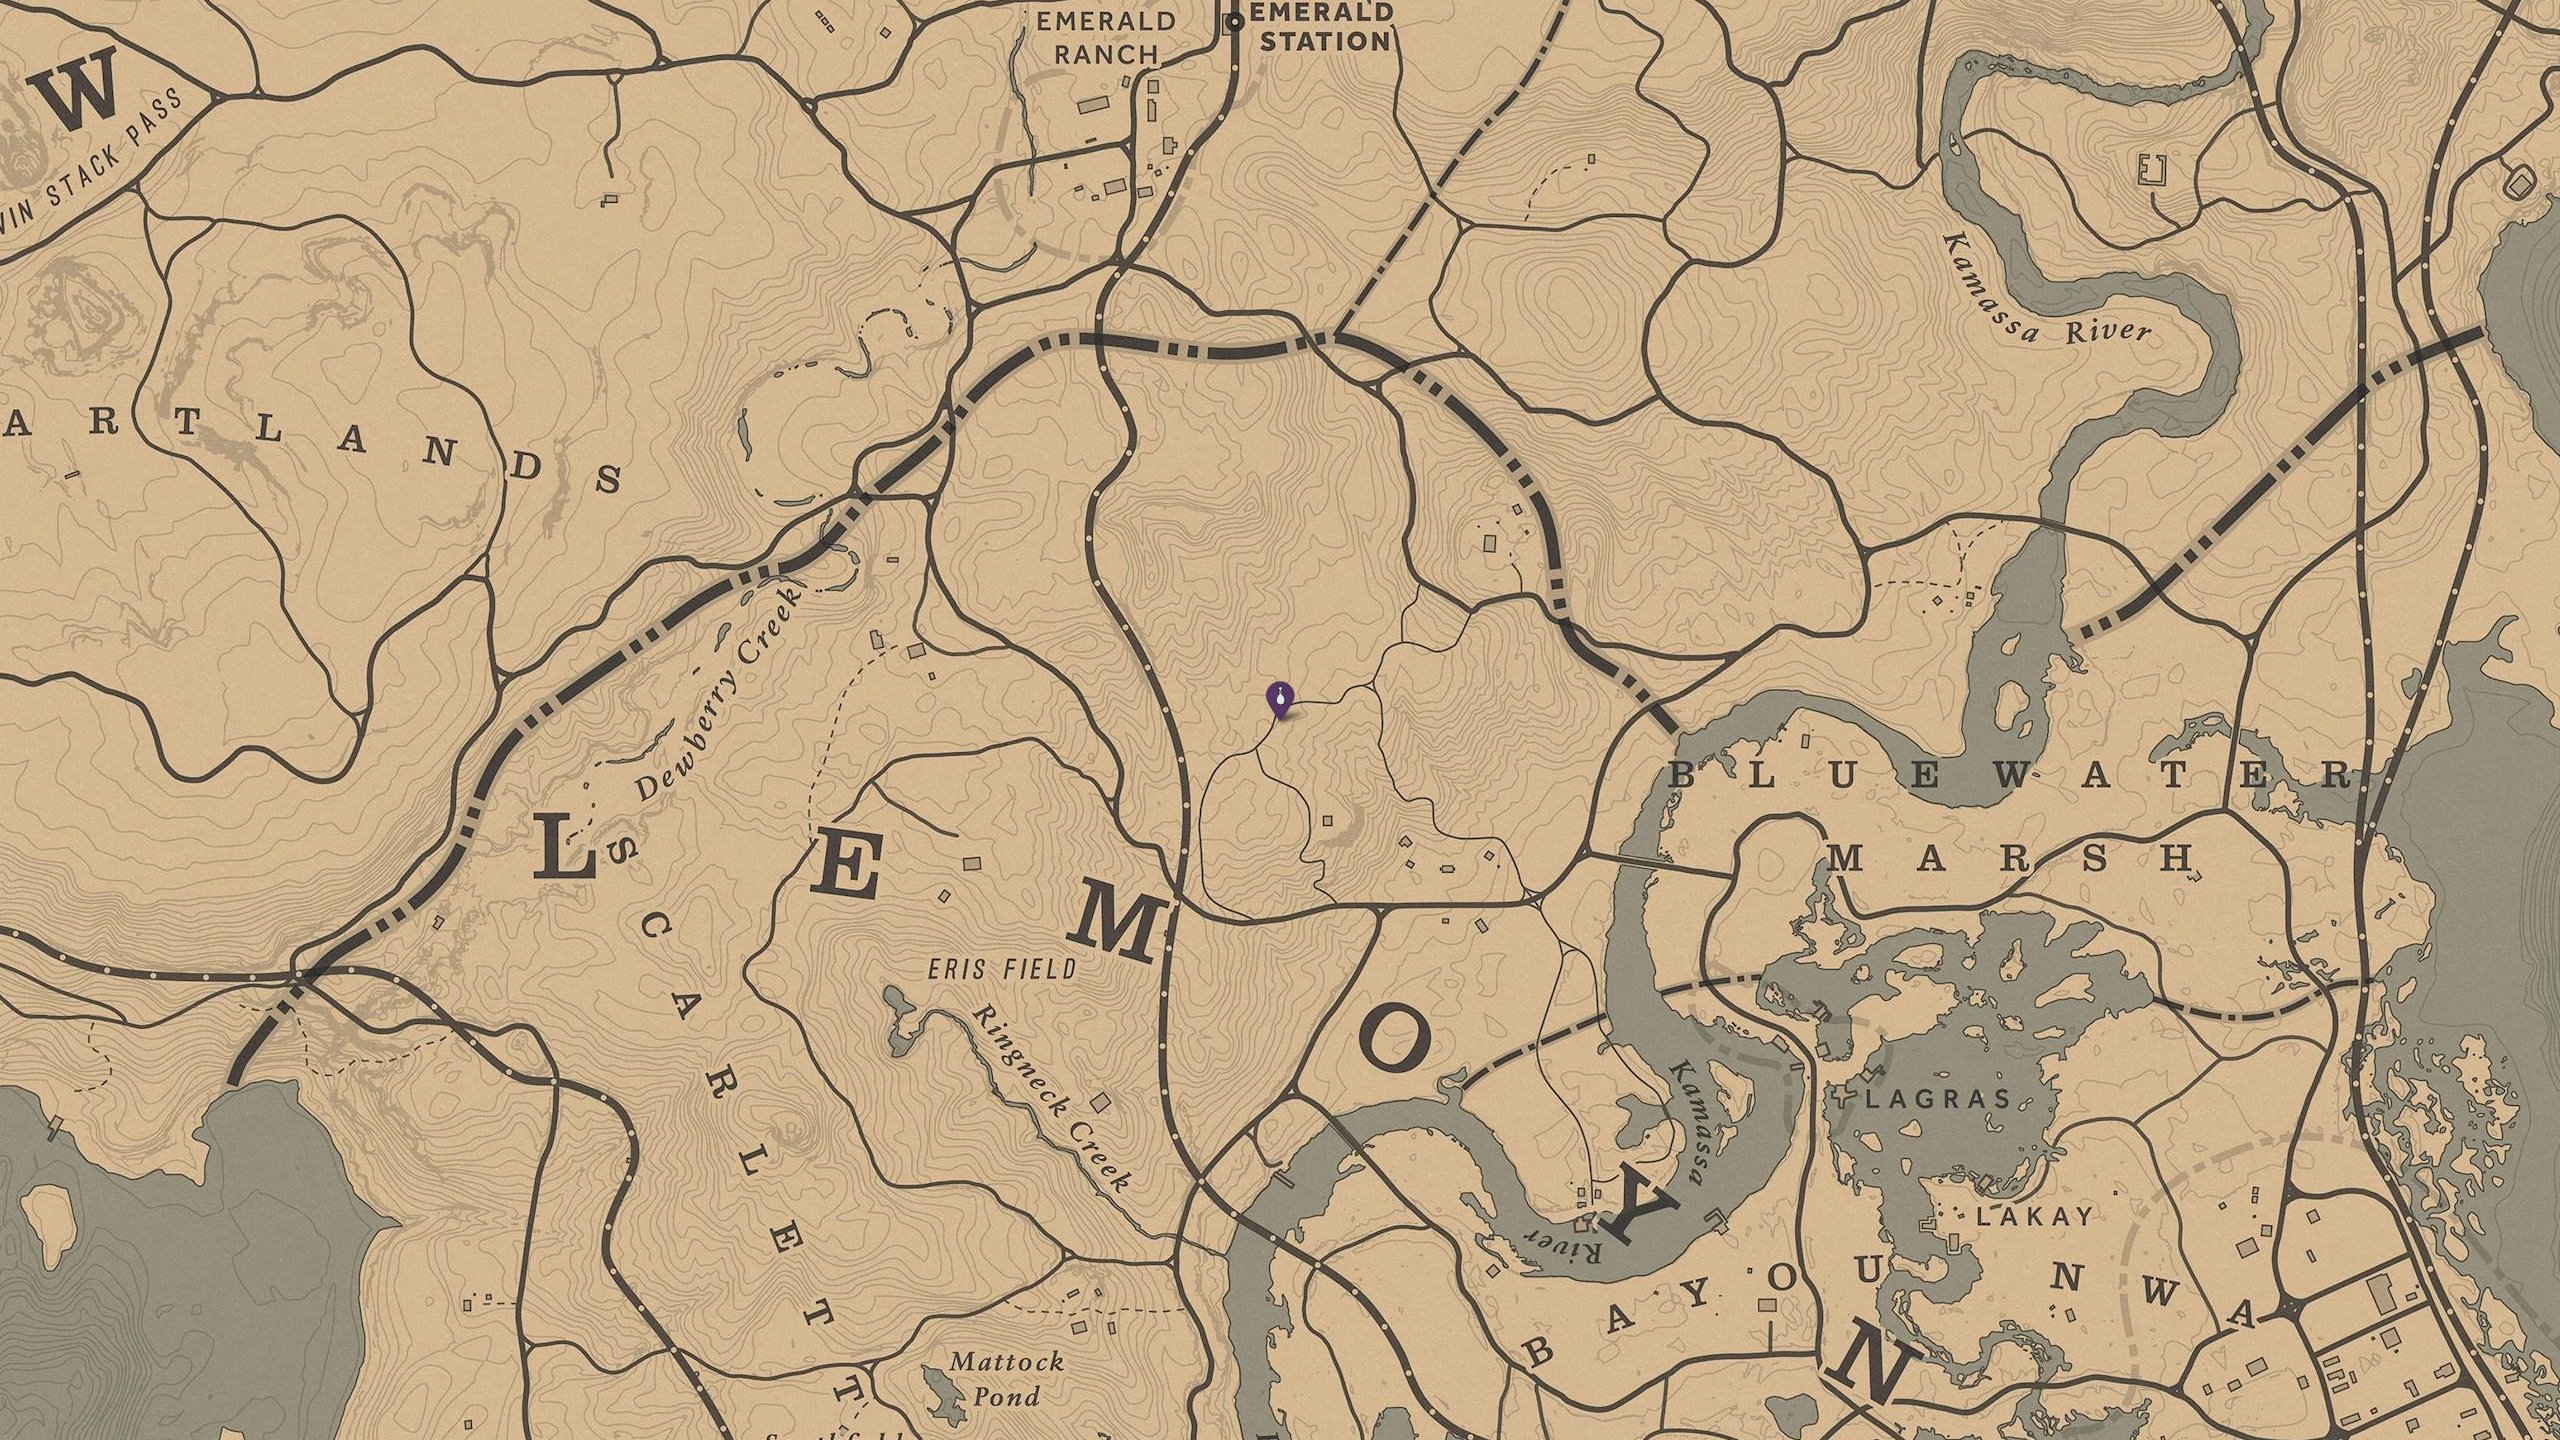 EMERALD
RANCH
EMERALD
STATION
W
STACK PASS
Kamassa River
ARTLANDS
Dewberry Creek
BLUEWATER
MARSH
LEMOYN
SCARLETT
ERIS FIELD
Ringneck Creek
Kamassa
River
LAGRAS
LAKAY
BAYOU NWA
Mattock
Pond